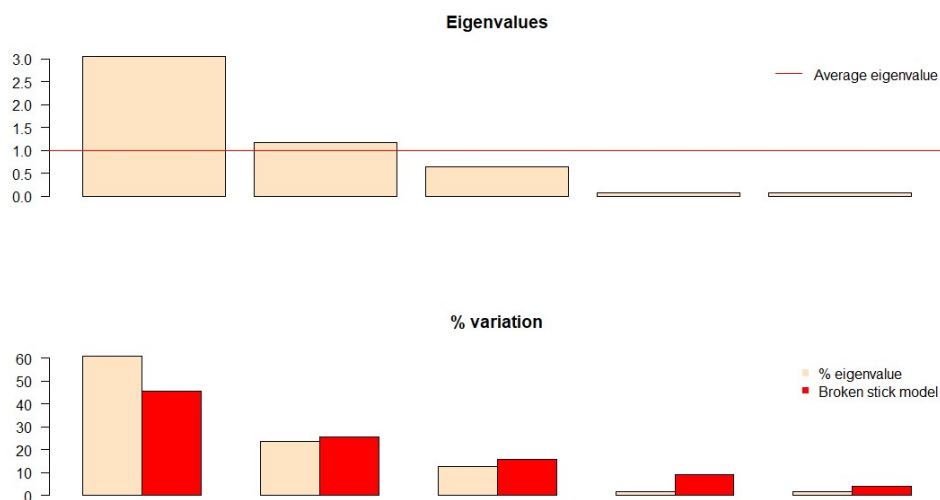 Eigenvalues
3.0
2.5
2.0
1.5
1.0
0.5
0.0
Average eigenvalue
% variation
60
50
40
30
20
10
0
% eigenvalue
Broken stick model